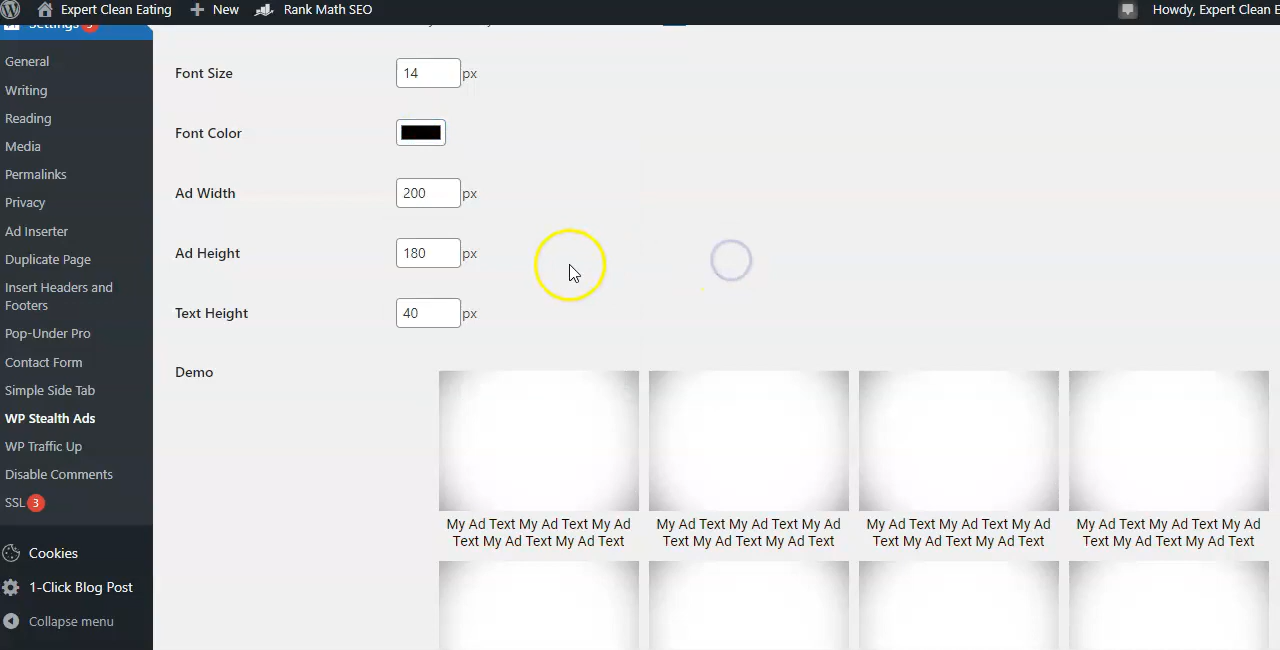 Expert Clean Eating
New
Rank Math SEO
Howdy, Expert Clean E
Settings
General
Writing
Reading
Media
Permalinks
Privacy
Ad Inserter
Duplicate Page
Insert Headers and
Footers
Pop-Under Pro
Contact Form
Simple Side Tab
WP Stealth Ads
WP Traffic Up
Disable Comments
SSL 3
Cookies
1-Click Blog Post
Collapse menu
Font Size
14 px
Font Color
Ad Width
200 px
Ad Height
180 px
Text Height
40 px
Demo
My Ad Text My Ad Text My Ad
Text My Ad Text My Ad Text
My Ad Text My Ad Text My Ad
Text My Ad Text My Ad Text
My Ad Text My Ad Text My Ad
Text My Ad Text My Ad Text
My Ad Text My Ad Text My Ad
Text My Ad Text My Ad Text